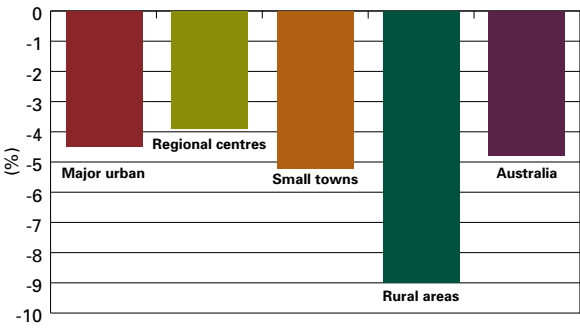 0
-1
-2
-3
-4
-5
-6
-7
-8
-9
-10
(%)
Major urban
Regional centres
Small towns
Rural areas
Australia